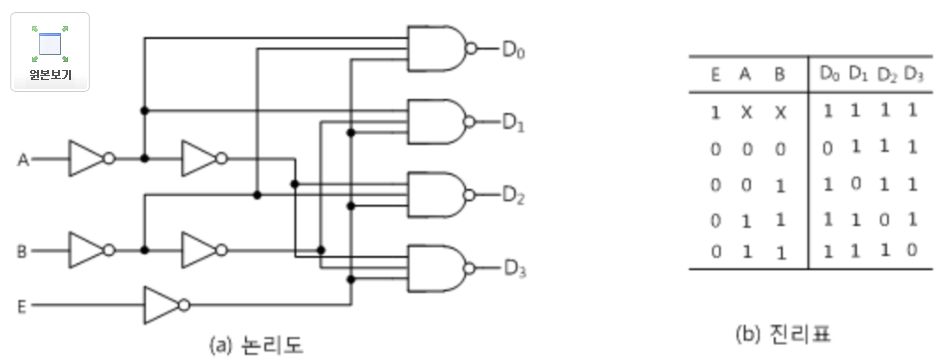 원본보기
D0
D1
A
D2
B
D3
E
(a) 논리도
E A B D0 D1 D2 D3
1 X X 1 1 1 1
0 0 0 0 1 1 1
0 0 1 1 0 1 1
0 1 1 1 1 0 1
0 1 1 1 1 1 0
(b) 진리표